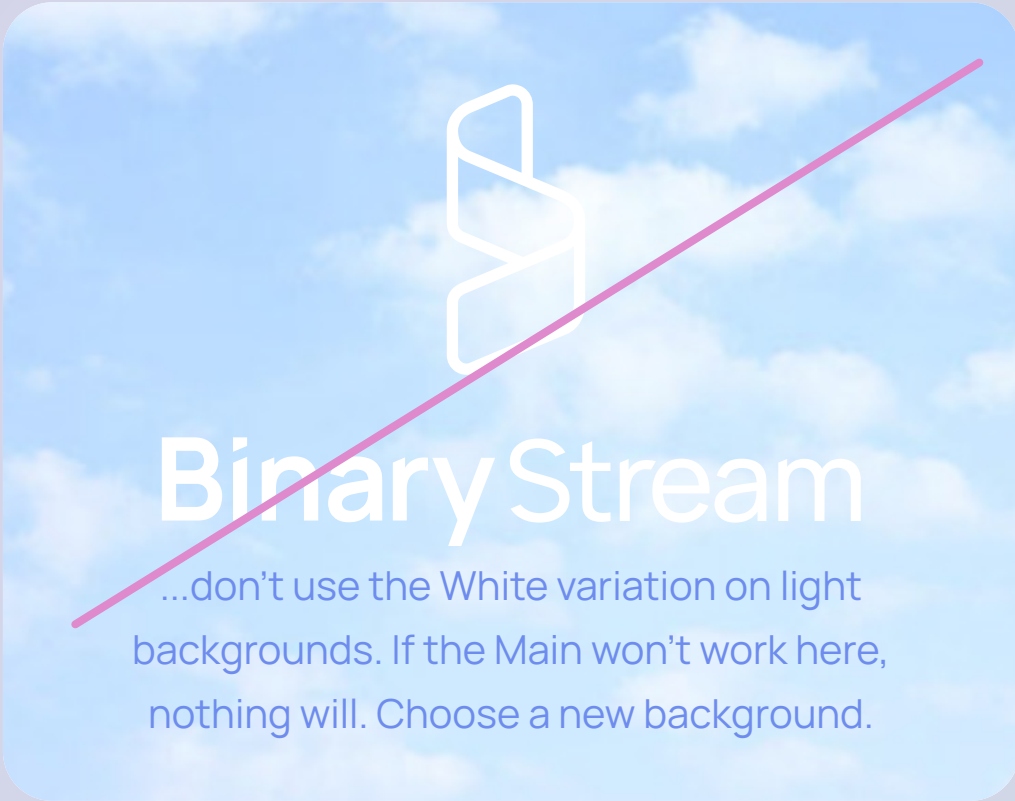 Binary Stream
...don’t use the White variation on light
backgrounds. If the Main won’t work here,
nothing will. Choose a new background.